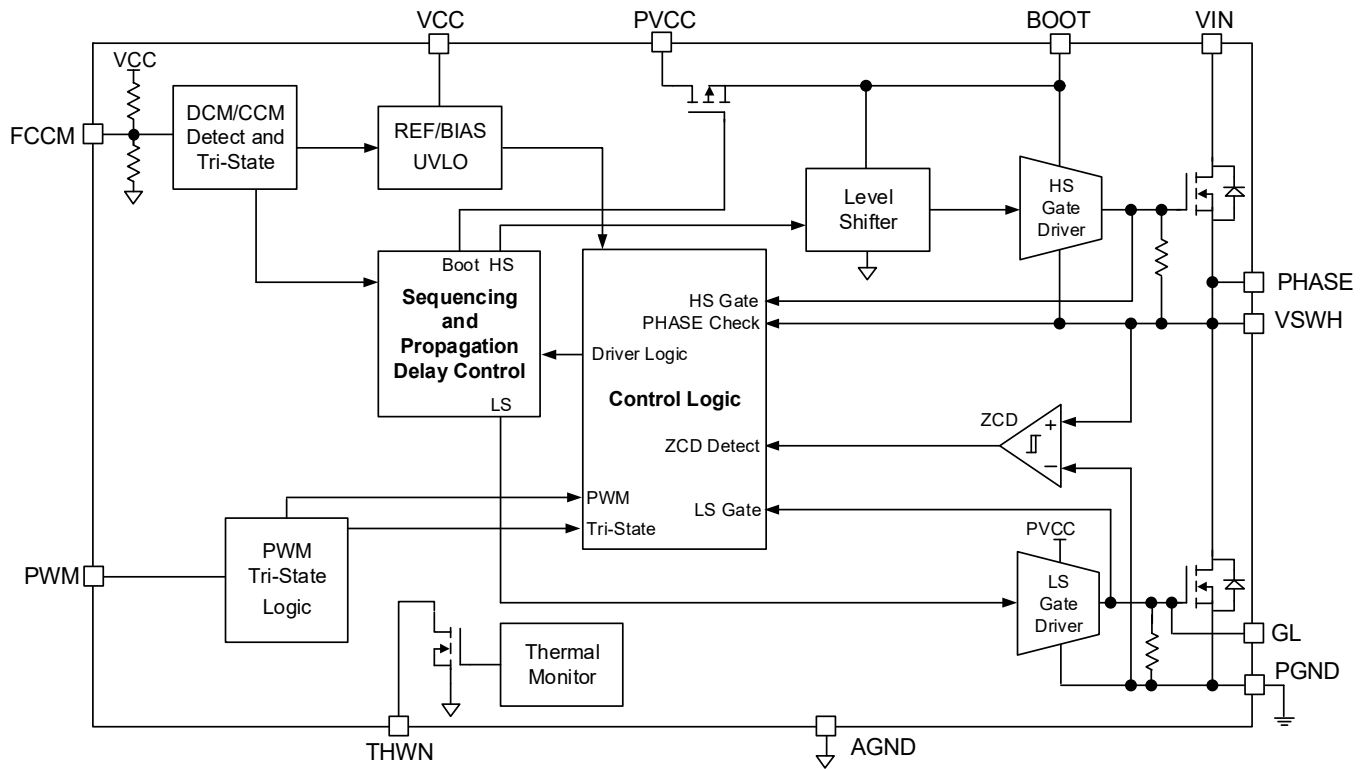 VCC
PVCC
BOOT
VIN
VCC
FCCM
DCM/CCM
Detect and
Tri-State
REF/BIAS
UVLO
Level
Shifter
HS
Gate
Driver
Boot HS
Sequencing
and
Propagation
Delay Control
LS
HS Gate
PHASE Check
Driver Logic
Control Logic
ZCD Detect
PWM
LS Gate
Tri-State
PHASE
VSWH
ZCD
+
−
PVCC
LS
Gate
Driver
PWM
PWM
Tri-State
Logic
Thermal
Monitor
GL
PGND
THWN
AGND